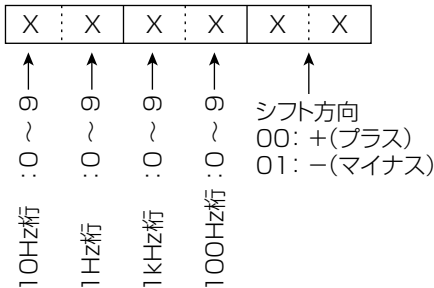 X X X X X X
10Hz桁 :0 ~ 9
1Hz桁 :0 ~ 9
1kHz桁 :0 ~ 9
100Hz桁 :0 ~ 9
シフト方向
00: +(プラス)
01: −(マイナス)